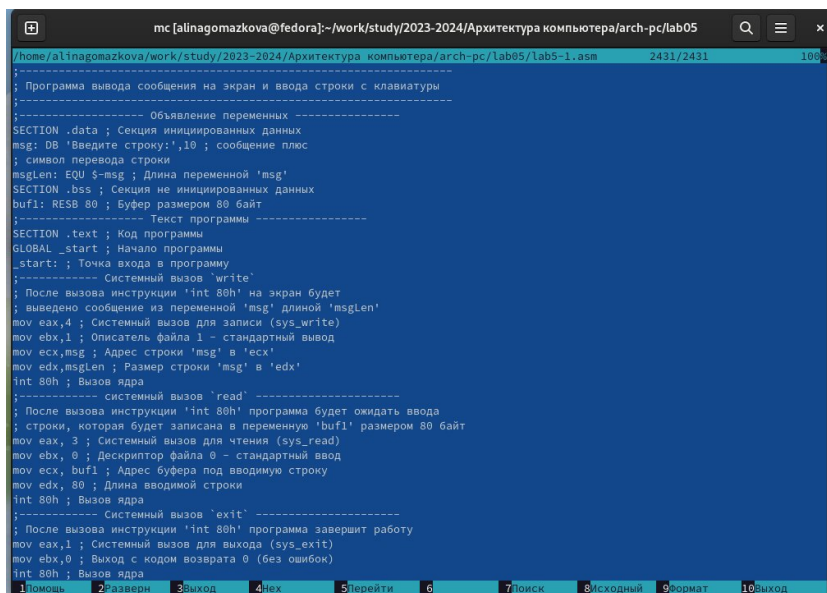 mc [alinagomazkova@fedora]:~/work/study/2023-2024/Архитектура компьютера/arch-pc/lab05
/home/alinagomazkova/work/study/2023-2024/Архитектура компьютера/arch-pc/lab05/lab5-1.asm 2431/2431 100%
;---------------------------------------------------------------
; Программа вывода сообщения на экран и ввода строки с клавиатуры
;---------------------------------------------------------------
;------------------- Объявление переменных ----------------
SECTION .data ; Секция инициированных данных
msg: DB 'Введите строку:',10 ; сообщение плюс
; символ перевода строки
msgLen: EQU $-msg ; Длина переменной 'msg'
SECTION .bss ; Секция не инициированных данных
buf1: RESB 80 ; Буфер размером 80 байт
;------------------- Текст программы -----------------
SECTION .text ; Код программы
GLOBAL _start ; Начало программы
_start: ; Точка входа в программу
;------------ Системный вызов `write`
; После вызова инструкции 'int 80h' на экран будет
; выведено сообщение из переменной 'msg' длиной 'msgLen'
mov eax,4 ; Системный вызов для записи (sys_write)
mov ebx,1 ; Описатель файла 1 - стандартный вывод
mov ecx,msg ; Адрес строки 'msg' в 'ecx'
mov edx,msgLen ; Размер строки 'msg' в 'edx'
int 80h ; Вызов ядра
;------------ системный вызов `read` ----------------------
; После вызова инструкции 'int 80h' программа будет ожидать ввода
; строки, которая будет записана в переменную 'buf1' размером 80 байт
mov eax, 3 ; Системный вызов для чтения (sys_read)
mov ebx, 0 ; Дескриптор файла 0 - стандартный ввод
mov ecx, buf1 ; Адрес буфера под вводимую строку
mov edx, 80 ; Длина вводимой строки
int 80h ; Вызов ядра
;------------ Системный вызов `exit` ----------------------
; После вызова инструкции 'int 80h' программа завершит работу
mov eax,1 ; Системный вызов для выхода (sys_exit)
mov ebx,0 ; Выход с кодом возврата 0 (без ошибок)
int 80h ; Вызов ядра
1Помощь 2Разверн 3Выход 4Hex 5Перейти 6 7Поиск 8Исходный 9Формат 10Выход